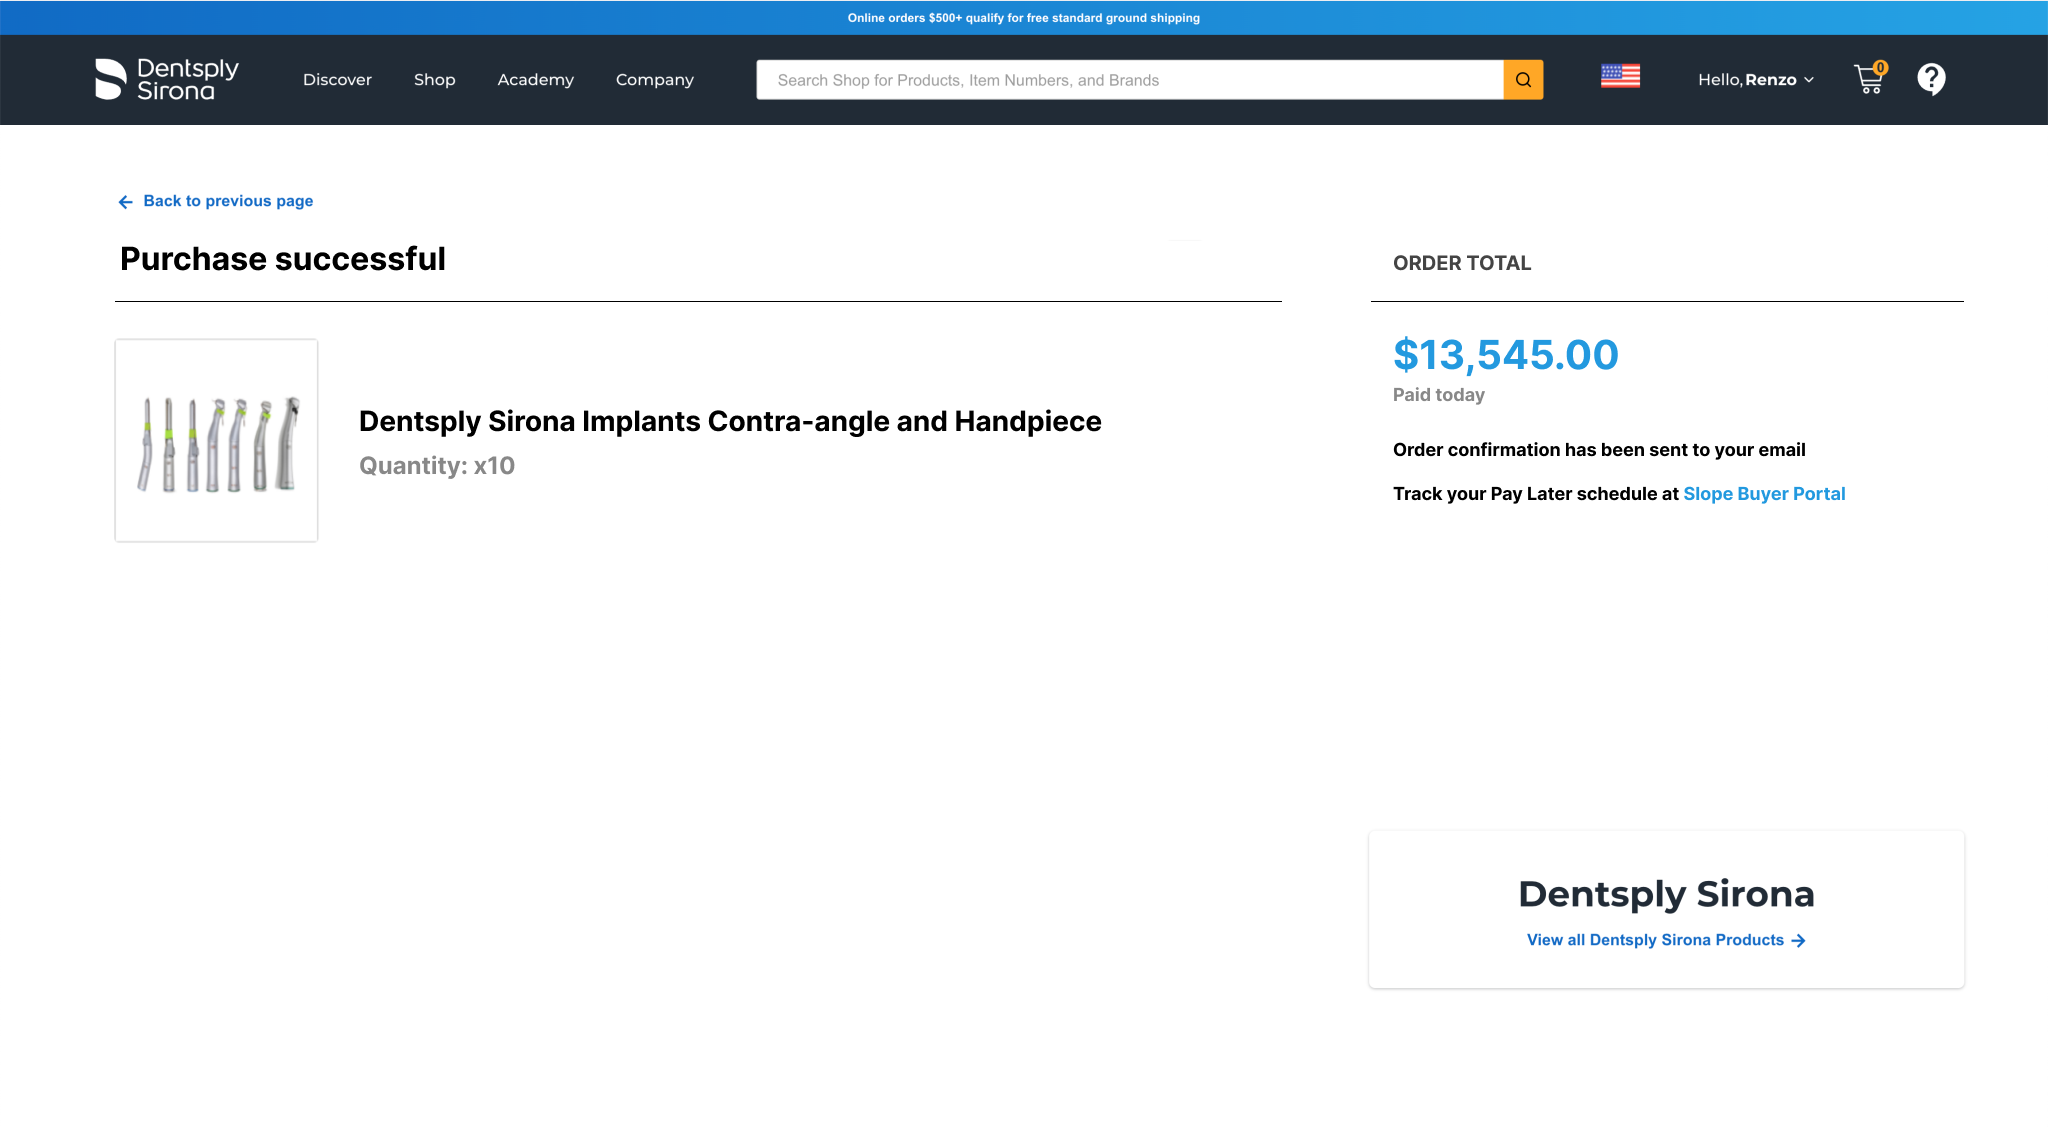 Online orders $500+ qualify for free standard ground shipping
Dentsply
Sirona
Discover
Shop
Academy
Company
Search Shop for Products, Item Numbers, and Brands
Hello, Renzo
0
Back to previous page
Purchase successful
Dentsply Sirona Implants Contra-angle and Handpiece
Quantity: x10
ORDER TOTAL
$13,545.00
Paid today
Order confirmation has been sent to your email
Track your Pay Later schedule at Slope Buyer Portal
Dentsply Sirona
View all Dentsply Sirona Products